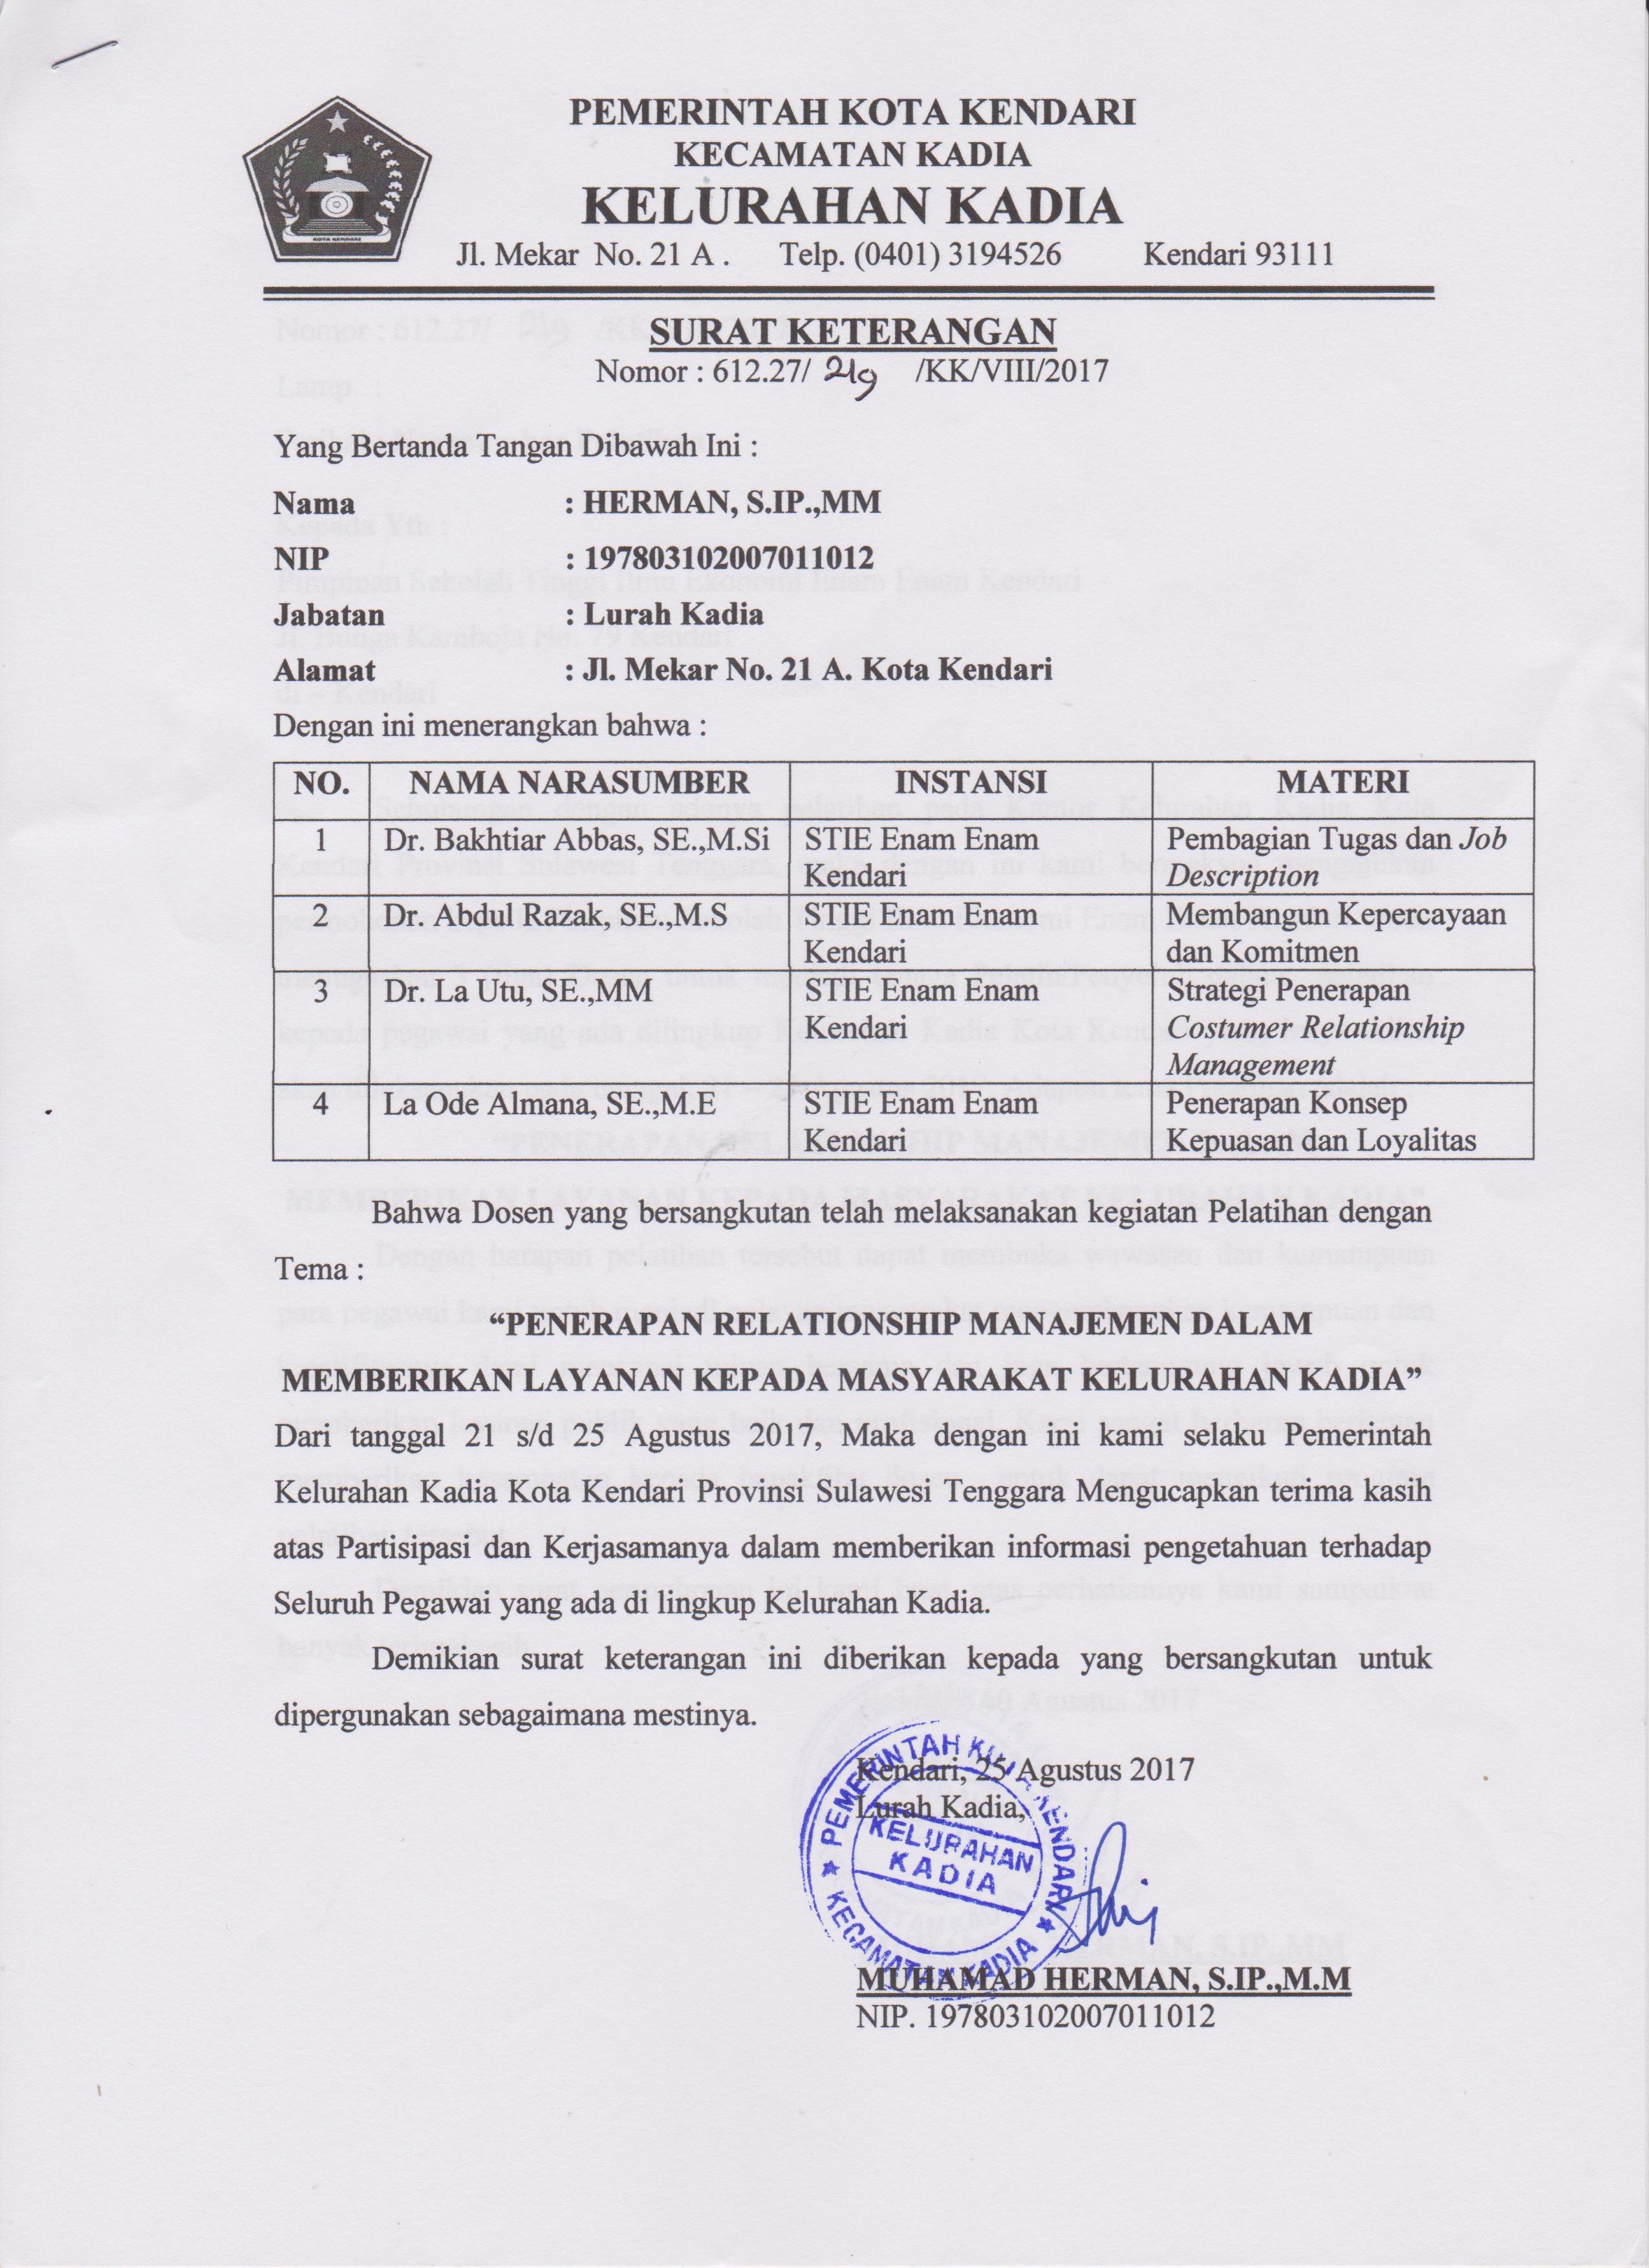 PEMERINTAH KOTA KENDARI
KECAMATAN KADIA
KELURAHAN KADIA
Jl. Mekar No. 21 A . Telp. (0401) 3194526 Kendari 93111
KOTA KENDARI
SURAT KETERANGAN
Nomor : 612.27/ 219 /KK/VIII/2017
Yang Bertanda Tangan Dibawah Ini :
Nama : HERMAN, S.IP.,MM
NIP : 197803102007011012
Jabatan : Lurah Kadia
Alamat : Jl. Mekar No. 21 A. Kota Kendari
Dengan ini menerangkan bahwa :
NO. NAMA NARASUMBER INSTANSI MATERI
1 Dr. Bakhtiar Abbas, SE.,M.Si STIE Enam Enam Pembagian Tugas dan Job
Kendari Description
2 Dr. Abdul Razak, SE.,M.S STIE Enam Enam Membangun Kepercayaan
Kendari dan Komitmen
3 Dr. La Utu, SE.,MM STIE Enam Enam Strategi Penerapan
Kendari Costumer Relationship
Management
4 La Ode Almana, SE.,M.E STIE Enam Enam Penerapan Konsep
Kendari Kepuasan dan Loyalitas
Bahwa Dosen yang bersangkutan telah melaksanakan kegiatan Pelatihan dengan
Tema :
“PENERAPAN RELATIONSHIP MANAJEMEN DALAM
MEMBERIKAN LAYANAN KEPADA MASYARAKAT KELURAHAN KADIA”
Dari tanggal 21 s/d 25 Agustus 2017, Maka dengan ini kami selaku Pemerintah
Kelurahan Kadia Kota Kendari Provinsi Sulawesi Tenggara Mengucapkan terima kasih
atas Partisipasi dan Kerjasamanya dalam memberikan informasi pengetahuan terhadap
Seluruh Pegawai yang ada di lingkup Kelurahan Kadia.
Demikian surat keterangan ini diberikan kepada yang bersangkutan untuk
dipergunakan sebagaimana mestinya.
Kendari, 25 Agustus 2017
Lurah Kadia,
PEMERINTAH KOTA KENDARI
KELURAHAN
KADIA
KECAMATAN KADIA
MUHAMAD HERMAN, S.IP.,M.M
NIP. 197803102007011012